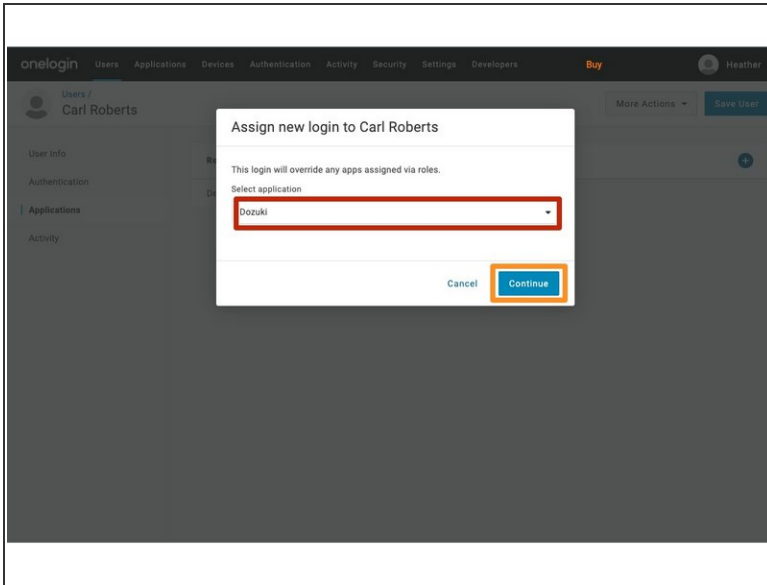 onelogin Users Applications Devices Authentication Activity Security Settings Developers Buy Heather
Users /
Carl Roberts
More Actions Save User
Assign new login to Carl Roberts
User Info
This login will override any apps assigned via roles.
Authentication
Select application
Applications
Dozuki
Activity
Cancel Continue